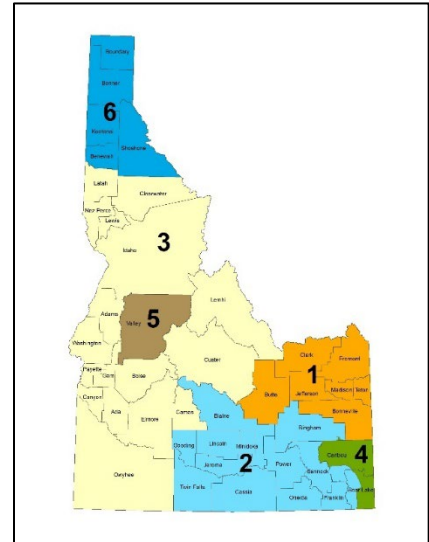 Boundary
Bonner
6
Kootenai
Shoshone
Benewah
Latah
Clearwater
Nez Perce
Lewis
Idaho
3
Lemhi
Adams
Valley
5
Washington
Custer
Clark
Fremont
Payette
Gem
Boise
1
Butte
Jefferson
Madison
Teton
Canyon
Ada
Elmore
Camas
Blaine
Bonneville
Bingham
Gooding
Lincoln
Minidoka
Caribou
4
Jerome
2
Power
Bannock
Owyhee
Twin Falls
Cassia
Oneida
Franklin
Bear Lake